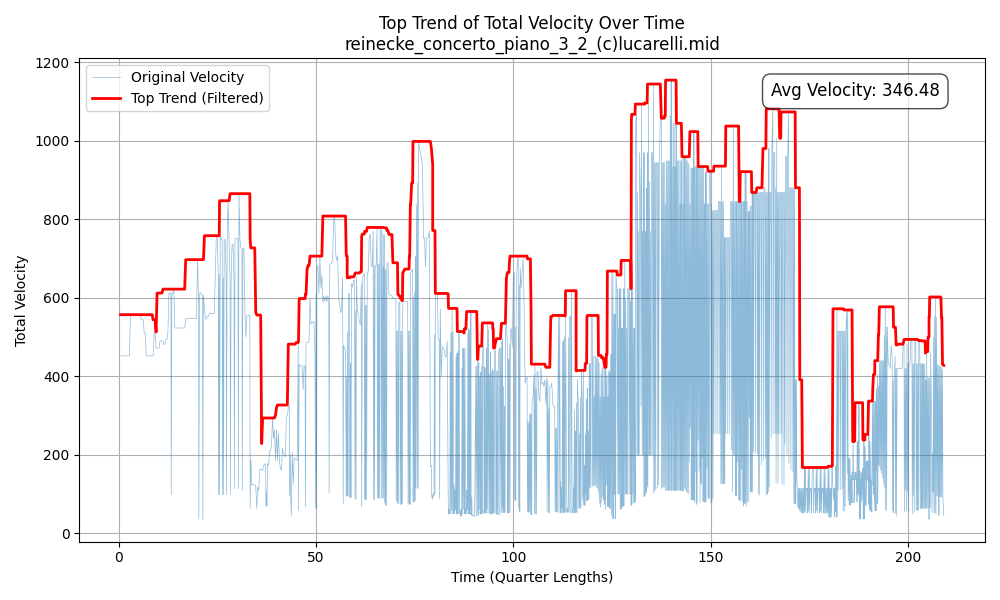 Top Trend of Total Velocity Over Time
reinecke_concerto_piano_3_2_(c)lucarelli.mid
Original Velocity
Top Trend (Filtered)
Avg Velocity: 346.48
Total Velocity
1200
1000
800
600
400
200
0
0 50 100 150 200
Time (Quarter Lengths)